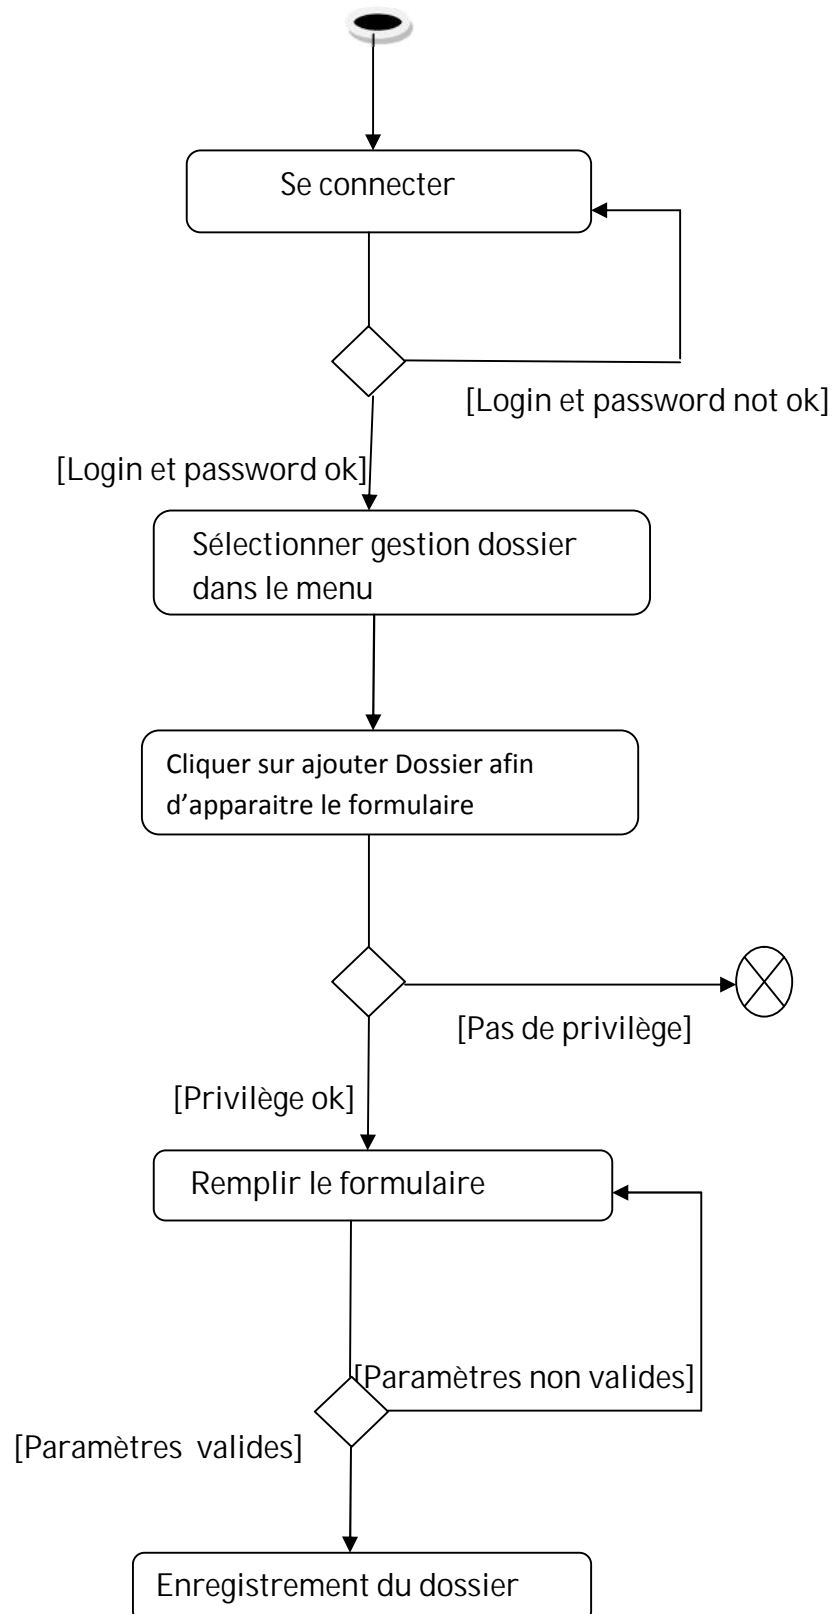 Se connecter
[Login et password not ok]
[Login et password ok]
Sélectionner gestion dossier
dans le menu
Cliquer sur ajouter Dossier afin
d’apparaitre le formulaire
[Pas de privilège]
[Privilège ok]
Remplir le formulaire
[Paramètres non valides]
[Paramètres valides]
Enregistrement du dossier